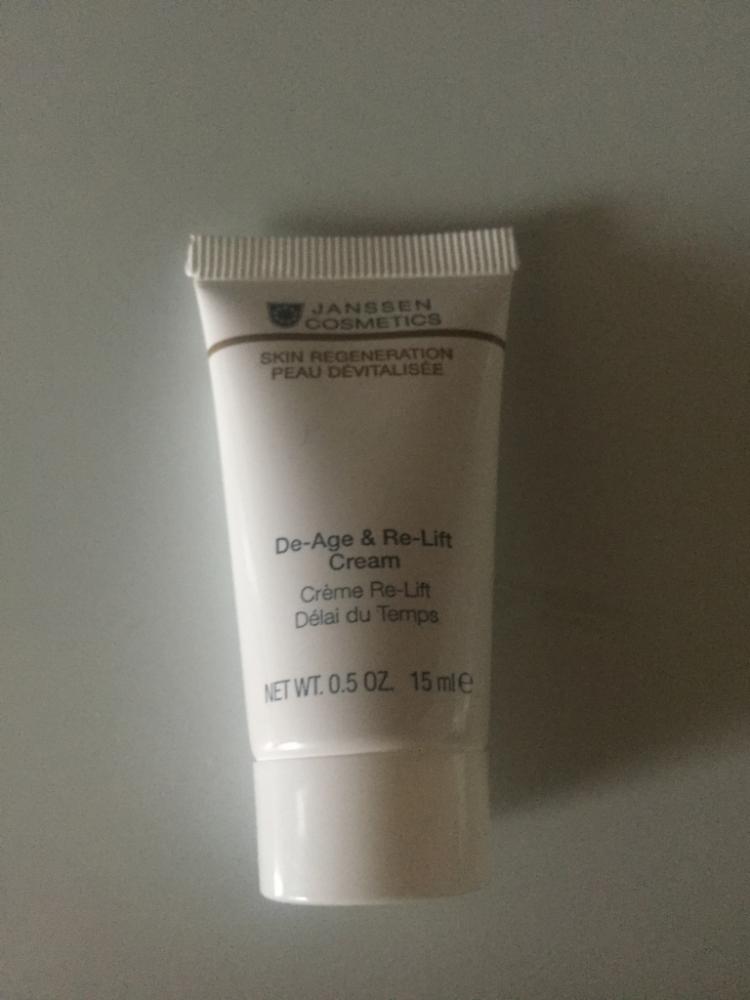 JANSSEN
COSMETICS
SKIN REGENERATION
PEAU DÉVITALISÉE
De-Age & Re-Lift
Cream
Crème Re-Lift
Délai du Temps
NET WT. 0.5 OZ. 15 ml e